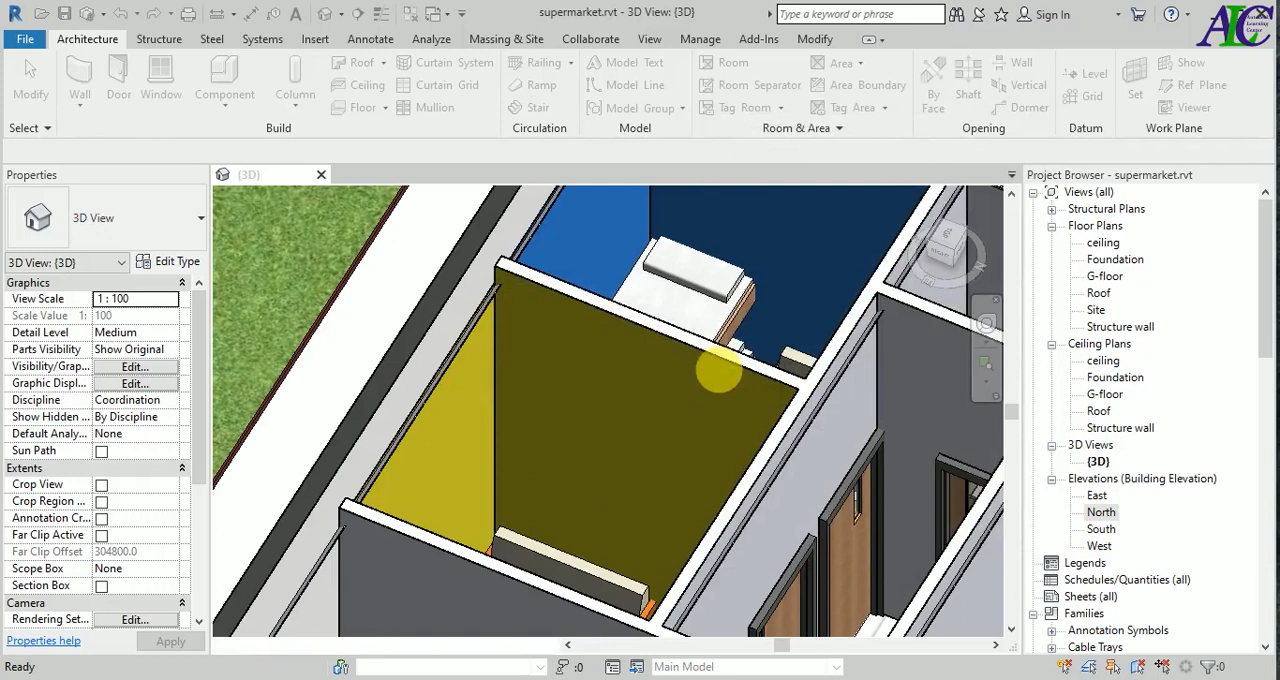 supermarket.rvt - 3D View: {3D}
Type a keyword or phrase
Sign In
ALC
Learning
Center
File Architecture Structure Steel Systems Insert Annotate Analyze Massing & Site Collaborate View Manage Add-Ins Modify
Modify Wall Door Window Component Column
Roof Curtain System
Ceiling Curtain Grid
Floor Mullion
Railing
Ramp
Stair
Model Text
Model Line
Model Group
Room Area
Room Separator Area Boundary
Tag Room Tag Area
By Face Shaft
Wall
Vertical
Dormer
Level
Grid
Set
Show
Ref Plane
Viewer
Select Build Circulation Model Room & Area Opening Datum Work Plane
Properties
{3D}
Project Browser - supermarket.rvt
3D View
3D View: {3D} Edit Type
Graphics
View Scale 1 : 100
Scale Value 1: 100
Detail Level Medium
Parts Visibility Show Original
Visibility/Grap... Edit...
Graphic Displ... Edit...
Discipline Coordination
Show Hidden ... By Discipline
Default Analy... None
Sun Path
Extents
Crop View
Crop Region ...
Annotation Cr...
Far Clip Active
Far Clip Offset 304800.0
Scope Box None
Section Box
Camera
Rendering Set... Edit...
Properties help Apply
Views (all)
Structural Plans
Floor Plans
ceiling
Foundation
G-floor
Roof
Site
Structure wall
Ceiling Plans
ceiling
Foundation
G-floor
Roof
Structure wall
3D Views
{3D}
Elevations (Building Elevation)
East
North
South
West
Legends
Schedules/Quantities (all)
Sheets (all)
Families
Annotation Symbols
Cable Trays
RIGHT
Ready
:0
Main Model
:0